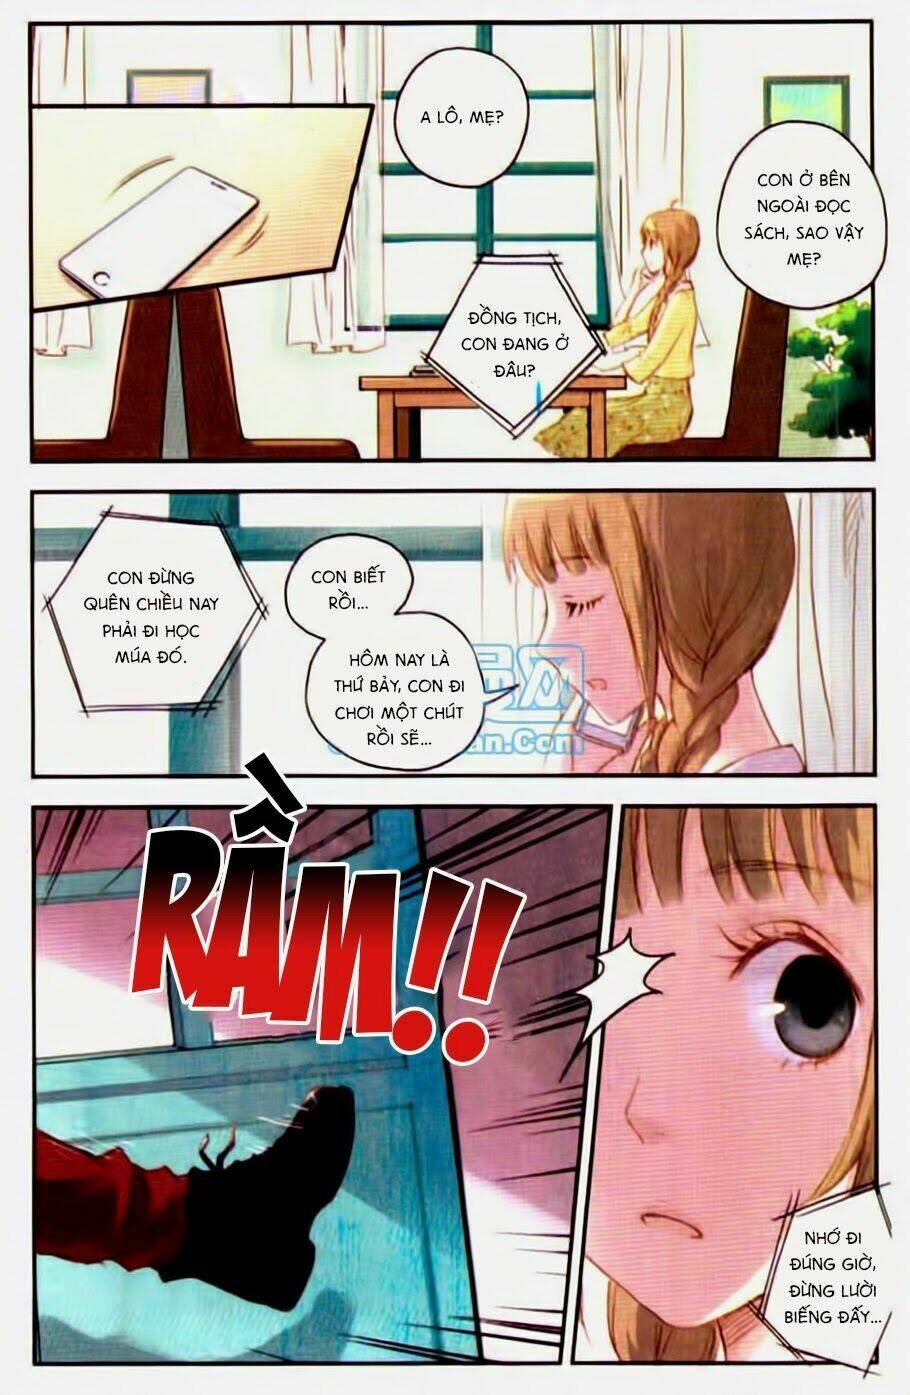 A LÔ, MẸ?
ĐỒNG TỊCH,
CON ĐANG Ở
ĐÂU?
CON Ở BÊN
NGOÀI ĐỌC
SÁCH, SAO VẬY
MẸ?
CON ĐỪNG
QUÊN CHIỀU NAY
PHẢI ĐI HỌC
MÚA ĐÓ.
CON BIẾT
RỒI...
HÔM NAY LÀ
THỨ BẢY, CON ĐI
CHƠI MỘT CHÚT
RỒI SẼ...
an.Com
RẦM!!
NHỚ ĐI
ĐÚNG GIỜ,
ĐỪNG LƯỜI
BIẾNG ĐẤY...